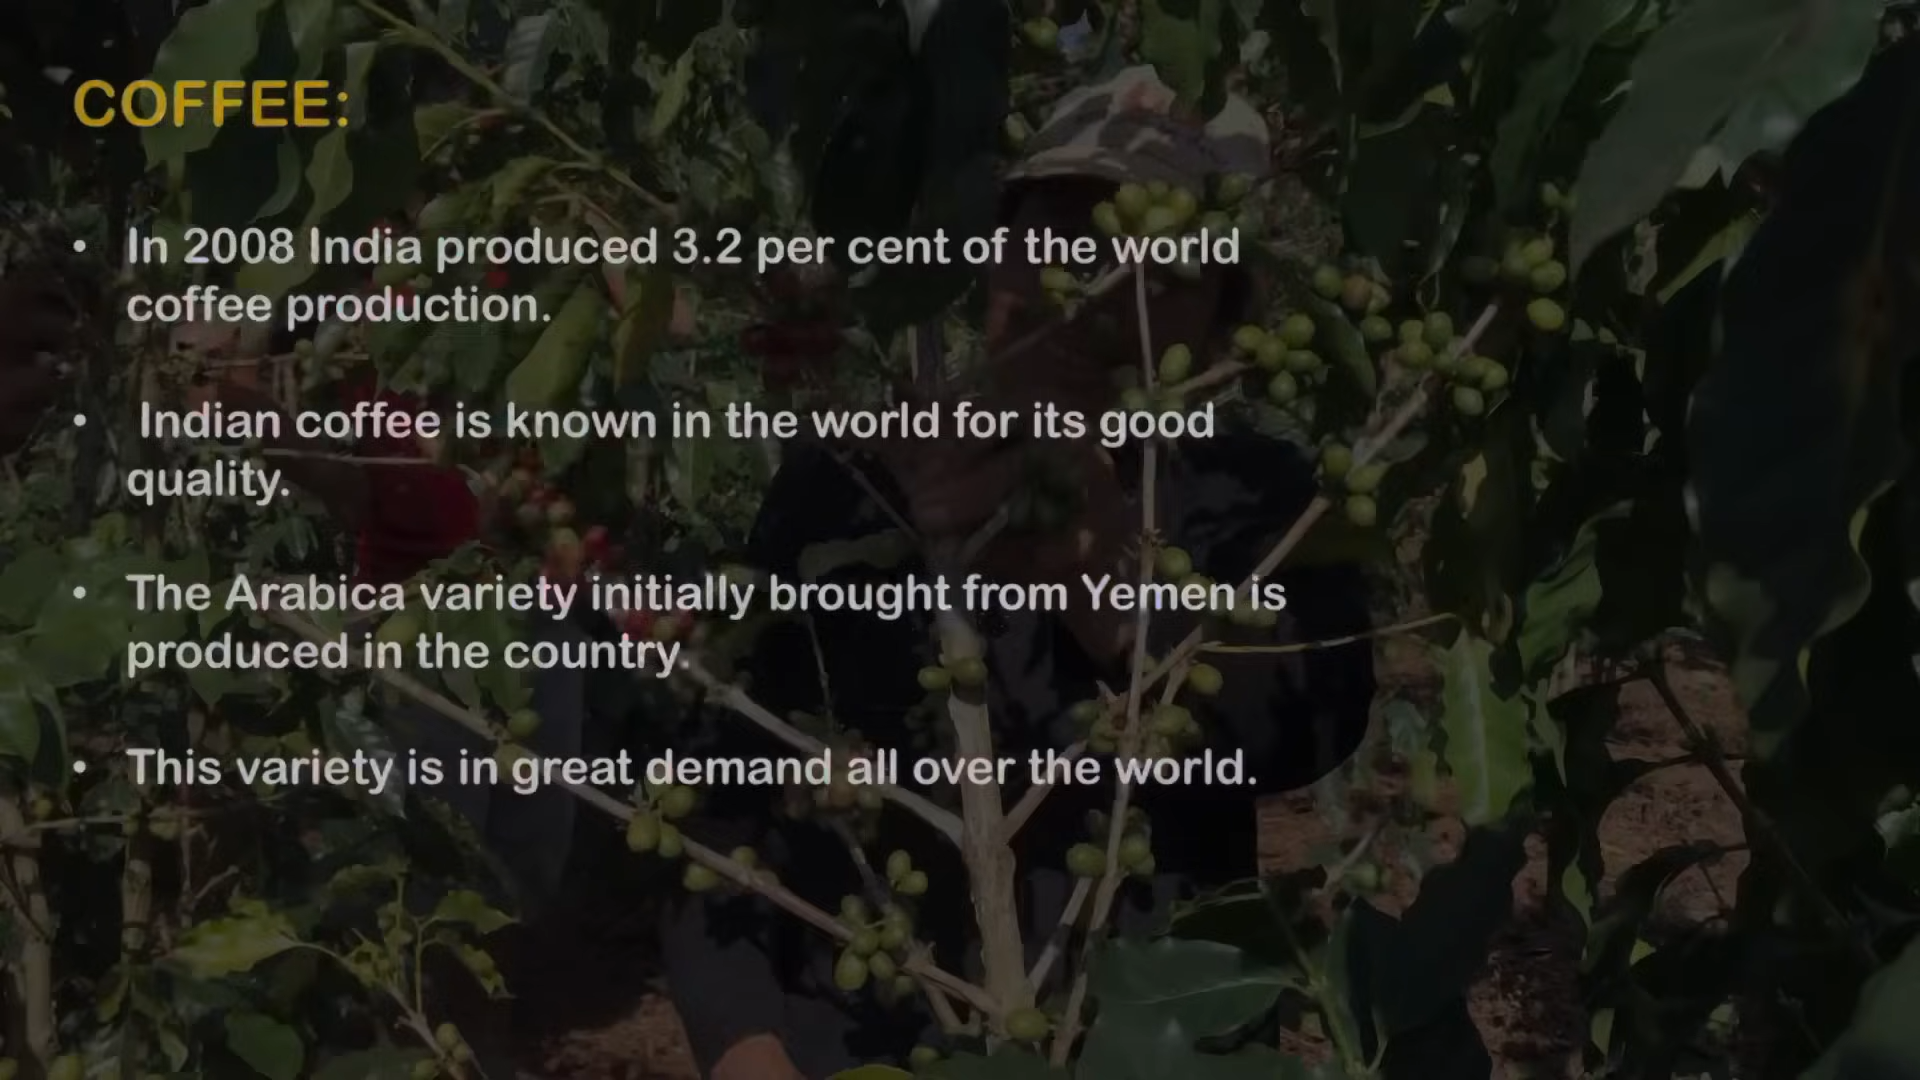 COFFEE:
• In 2008 India produced 3.2 per cent of the world
coffee production.
• Indian coffee is known in the world for its good
quality.
• The Arabica variety initially brought from Yemen is
produced in the country.
• This variety is in great demand all over the world.